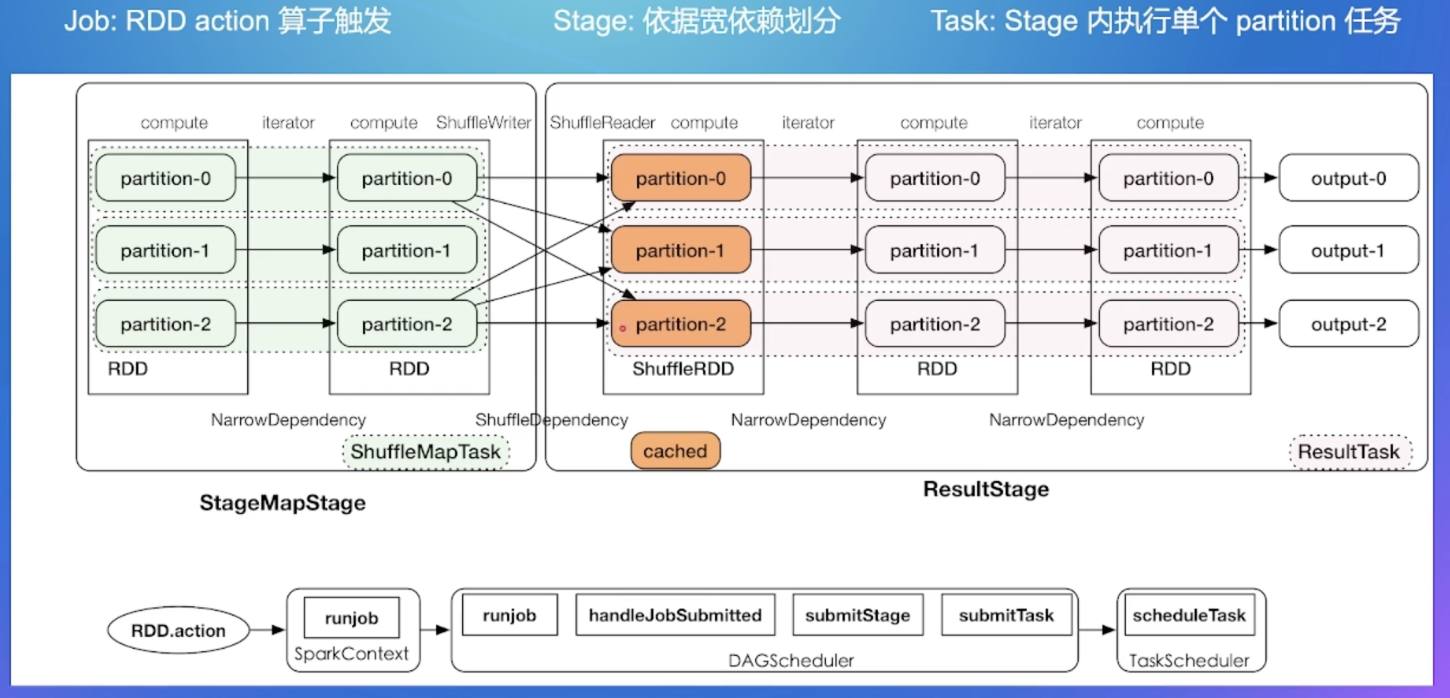 Job: RDD action 算子触发
Stage: 依据宽依赖划分
Task: Stage 内执行单个 partition 任务
compute iterator compute ShuffleWriter ShuffleReader compute iterator compute iterator compute
partition-0 partition-0 partition-0 partition-0 partition-0 output-0
partition-1 partition-1 partition-1 partition-1 partition-1 output-1
partition-2 partition-2 partition-2 partition-2 partition-2 output-2
RDD RDD ShuffleRDD RDD RDD
NarrowDependency ShuffleDependency NarrowDependency NarrowDependency
ShuffleMapTask cached ResultTask
StageMapStage
ResultStage
RDD.action
runjob
SparkContext
runjob handleJobSubmitted submitStage submitTask
DAGScheduler
scheduleTask
TaskScheduler